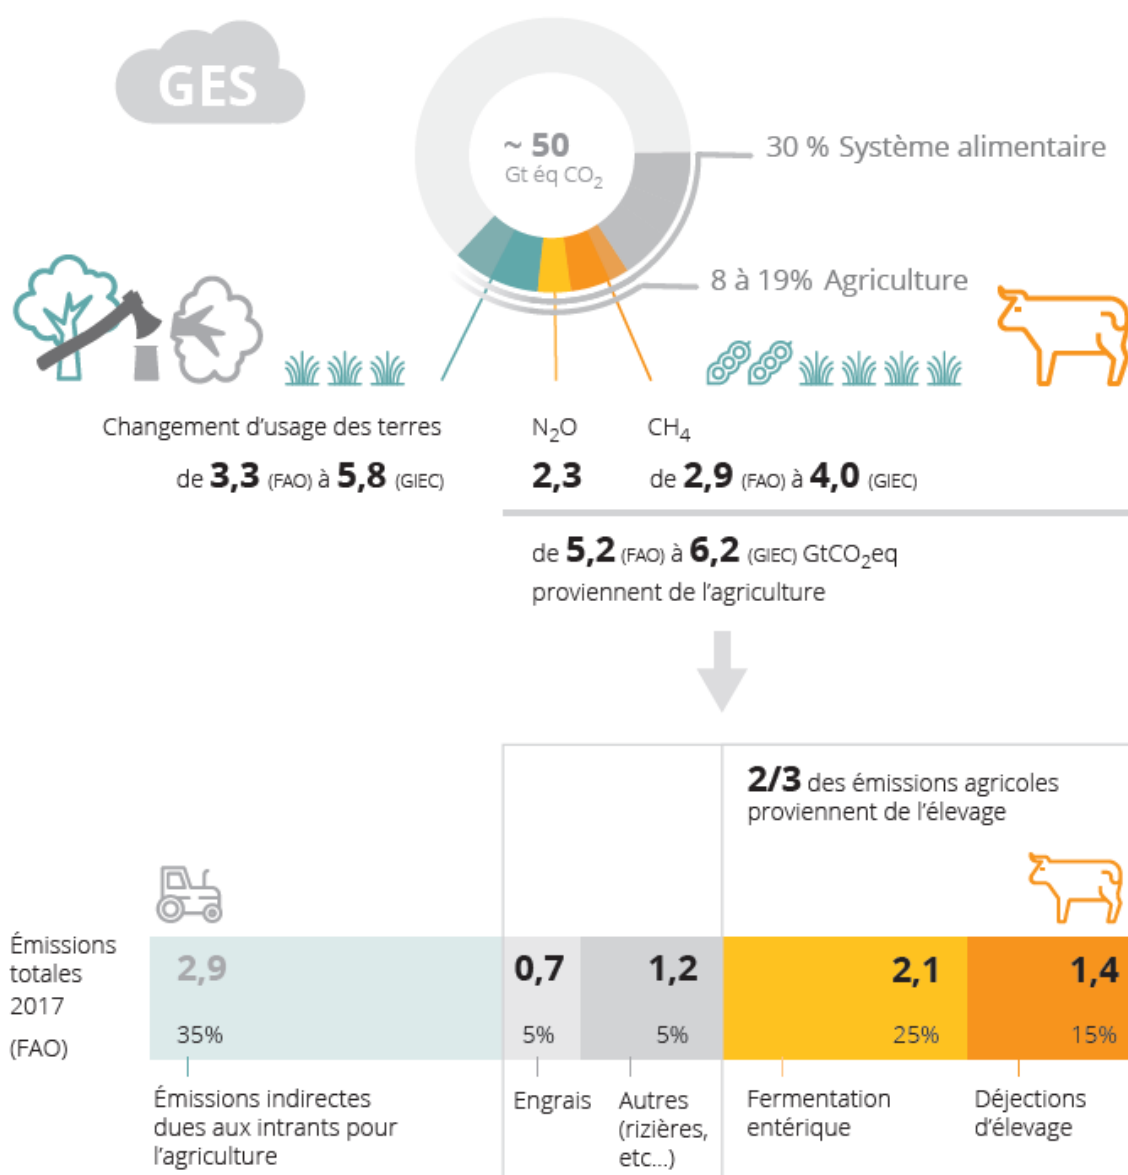 GES
~ 50
Gt éq CO₂
30 % Système alimentaire
8 à 19% Agriculture
Changement d’usage des terres
de 3,3 (FAO) à 5,8 (GIEC)
N₂O
2,3
CH₄
de 2,9 (FAO) à 4,0 (GIEC)
de 5,2 (FAO) à 6,2 (GIEC) GtCO₂eq
proviennent de l’agriculture
2/3 des émissions agricoles
proviennent de l’élevage
Émissions
totales
2017
(FAO)
2,9
35%
Émissions indirectes
dues aux intrants pour
l’agriculture
0,7
5%
Engrais
1,2
5%
Autres
(rizières,
etc...)
2,1
25%
Fermentation
entérique
1,4
15%
Déjections
d’élevage